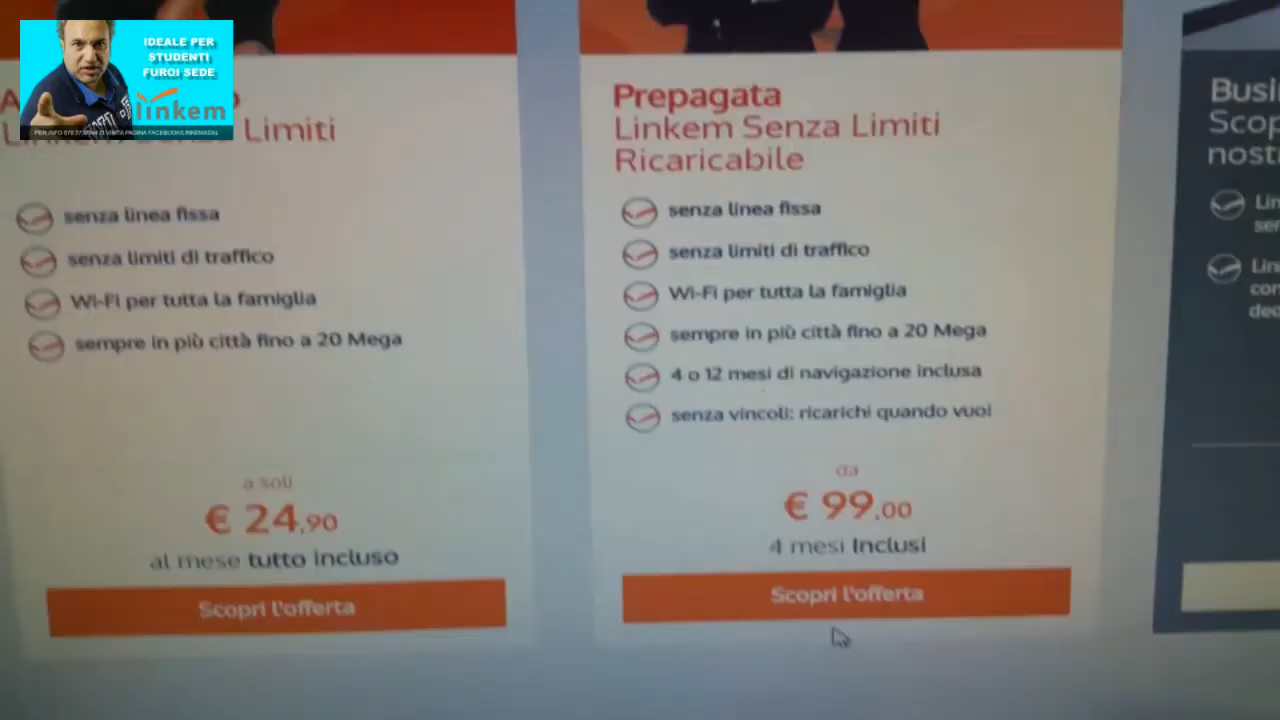 IDEALE PER
STUDENTI
FUROI SEDE
linkem
Limiti
senza linea fissa
senza limiti di traffico
Wi-Fi per tutta la famiglia
sempre in più città fino a 20 Mega
a soli
€ 24,90
al mese tutto incluso
Scopri l'offerta
Prepagata
Linkem Senza Limiti
Ricaricabile
senza linea fissa
senza limiti di traffico
Wi-Fi per tutta la famiglia
sempre in più città fino a 20 Mega
4 o 12 mesi di navigazione inclusa
senza vincoli: ricarichi quando vuoi
da
€ 99,00
4 mesi Inclusi
Scopri l'offerta